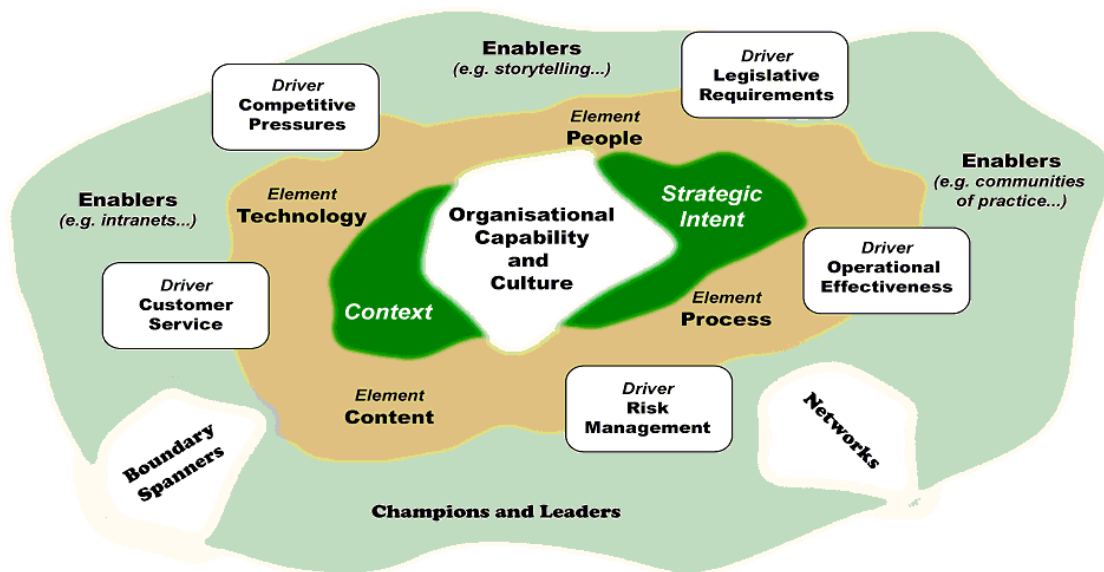 Enablers
(e.g. storytelling...)
Driver
Legislative
Requirements
Driver
Competitive
Pressures
Element
People
Enablers
(e.g. communities
of practice...)
Enablers
(e.g. intranets...)
Element
Technology
Strategic
Intent
Organisational
Capability
and
Culture
Driver
Operational
Effectiveness
Driver
Customer
Service
Context
Element
Process
Element
Content
Driver
Risk
Management
Boundary
Spanners
Networks
Champions and Leaders